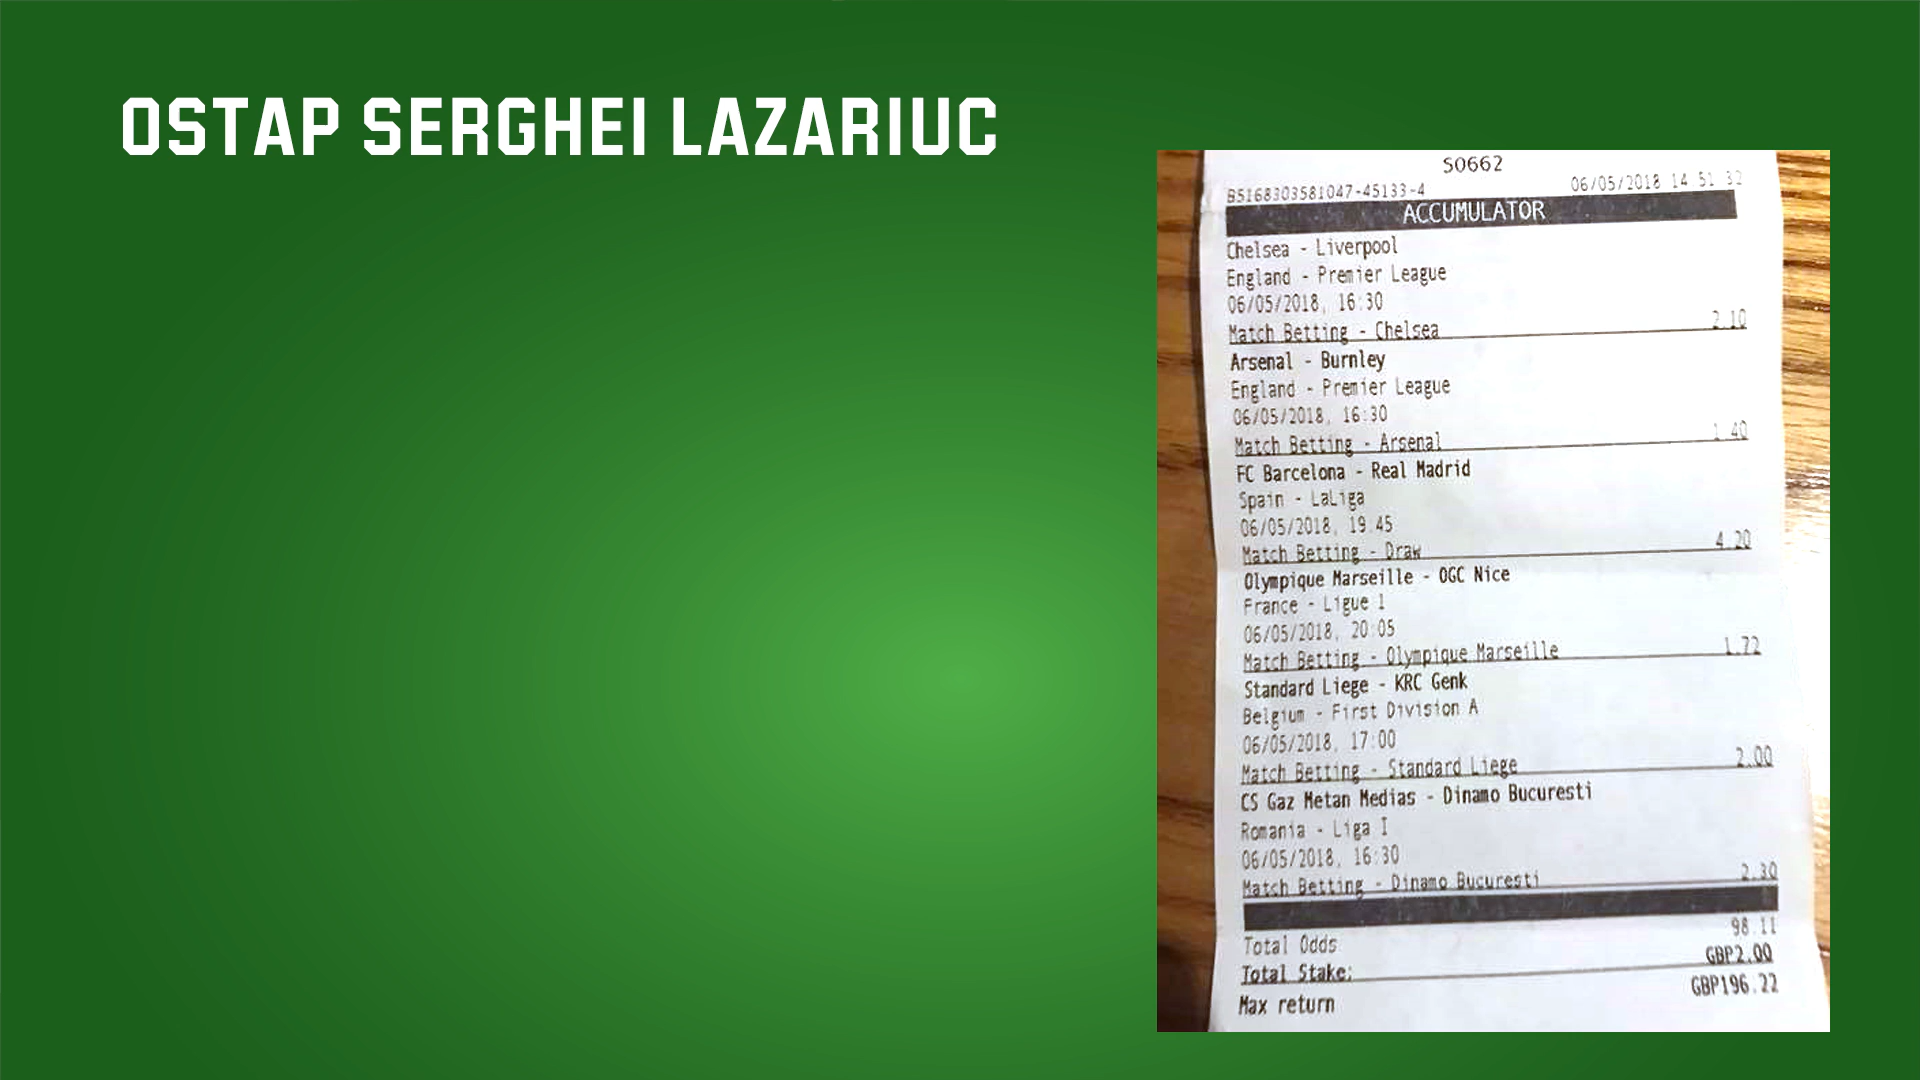 OSTAP SERGHEI LAZARIUC
S0662
B5168303581047-45133-4 06/05/2018 14 51 32
ACCUMULATOR
Chelsea - Liverpool
England - Premier League
06/05/2018, 16:30
Match Betting - Chelsea 2.10
Arsenal - Burnley
England - Premier League
06/05/2018, 16:30
Match Betting - Arsenal 1.40
FC Barcelona - Real Madrid
Spain - LaLiga
06/05/2018, 19 45
Match Betting - Draw 4.20
Olympique Marseille - OGC Nice
France - Ligue 1
06/05/2018, 20:05
Match Betting - Olympique Marseille 1.72
Standard Liege - KRC Genk
Belgium - First Division A
06/05/2018, 17:00
Match Betting - Standard Liege 2.00
CS Gaz Metan Medias - Dinamo Bucuresti
Romania - Liga I
06/05/2018, 16:30
Match Betting - Dinamo Bucuresti 2.30
Total Odds 98.11
Total Stake: GBP2.00
Max return GBP196.22